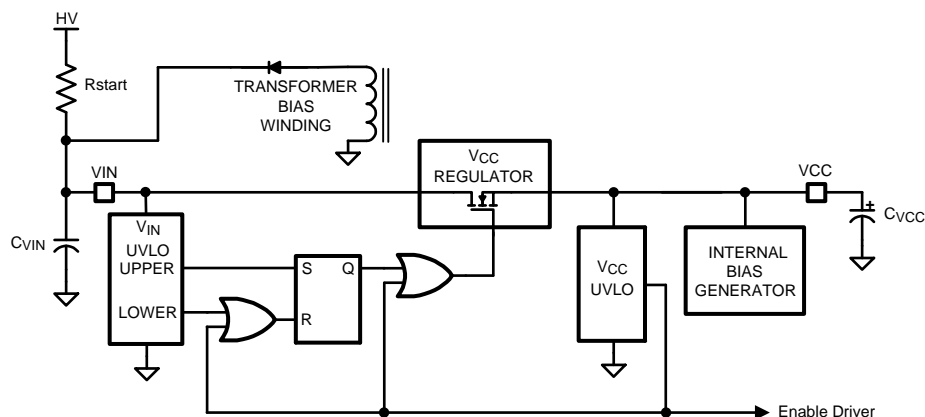 HV
Rstart
TRANSFORMER
BIAS
WINDING
VCC
REGULATOR
VIN
VCC
CVIN
VIN
UVLO
UPPER
LOWER
S
Q
R
VCC
UVLO
INTERNAL
BIAS
GENERATOR
+
CVCC
Enable Driver